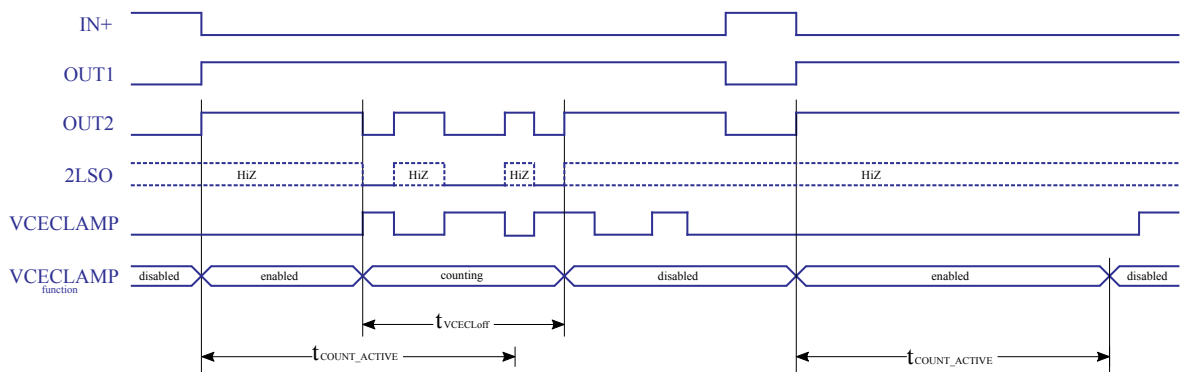 IN+
OUT1
OUT2
2LSO HiZ HiZ HiZ HiZ
VCECLAMP
VCECLAMP disabled enabled counting disabled enabled disabled
function
tVCECLoff
tCOUNT_ACTIVE tCOUNT_ACTIVE